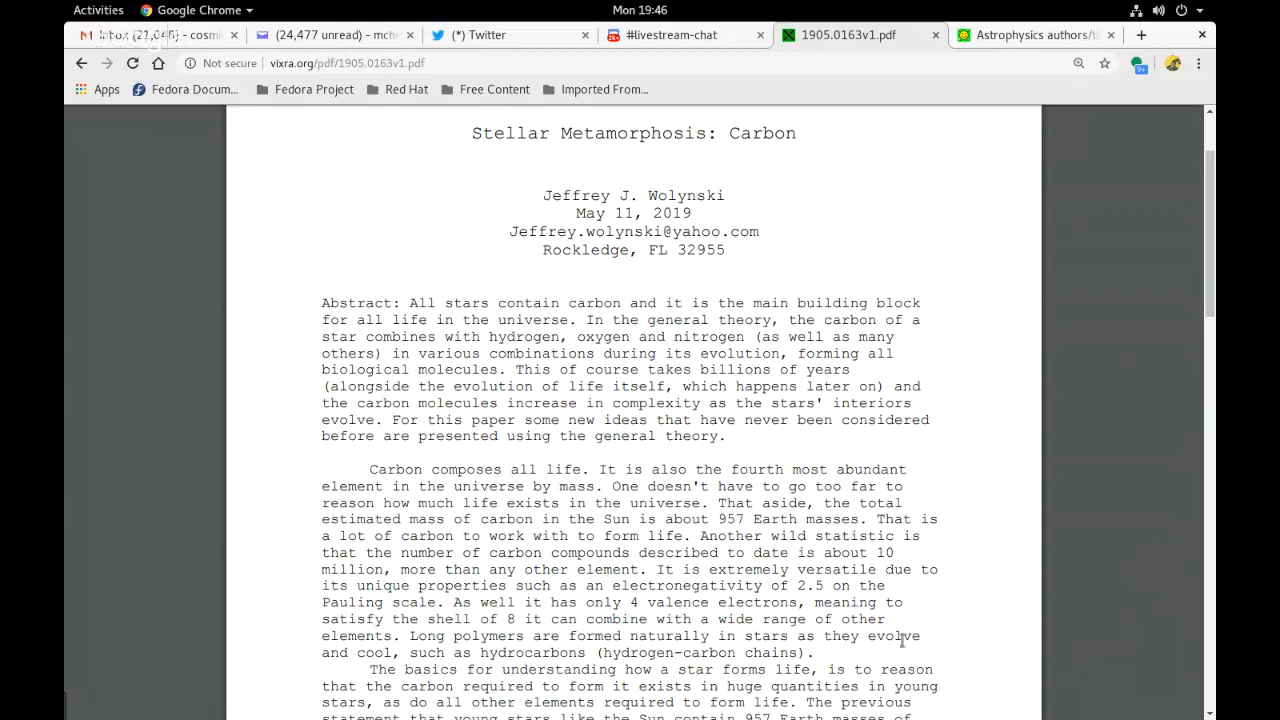 Activities
Google Chrome
Mon 19:46
(24,477 unread) - mche
(*) Twitter
#livestream-chat
1905.0163v1.pdf
Astrophysics authors/ti
Not secure | vixra.org/pdf/1905.0163v1.pdf
9+
Apps
Fedora Docum...
Fedora Project
Red Hat
Free Content
Imported From...
Stellar Metamorphosis: Carbon
Jeffrey J. Wolynski
May 11, 2019
Jeffrey.wolynski@yahoo.com
Rockledge, FL 32955
Abstract: All stars contain carbon and it is the main building block
for all life in the universe. In the general theory, the carbon of a
star combines with hydrogen, oxygen and nitrogen (as well as many
others) in various combinations during its evolution, forming all
biological molecules. This of course takes billions of years
(alongside the evolution of life itself, which happens later on) and
the carbon molecules increase in complexity as the stars' interiors
evolve. For this paper some new ideas that have never been considered
before are presented using the general theory.
Carbon composes all life. It is also the fourth most abundant
element in the universe by mass. One doesn't have to go too far to
reason how much life exists in the universe. That aside, the total
estimated mass of carbon in the Sun is about 957 Earth masses. That is
a lot of carbon to work with to form life. Another wild statistic is
that the number of carbon compounds described to date is about 10
million, more than any other element. It is extremely versatile due to
its unique properties such as an electronegativity of 2.5 on the
Pauling scale. As well it has only 4 valence electrons, meaning to
satisfy the shell of 8 it can combine with a wide range of other
elements. Long polymers are formed naturally in stars as they evolve
and cool, such as hydrocarbons (hydrogen-carbon chains).
The basics for understanding how a star forms life, is to reason
that the carbon required to form it exists in huge quantities in young
stars, as do all other elements required to form life. The previous
statement that young stars like the Sun contain 957 Earth masses of